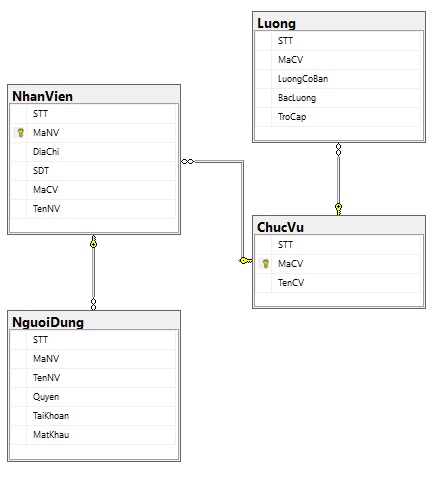 Luong
STT
MaCV
LuongCoBan
BacLuong
TroCap
NhanVien
STT
MaNV
DiaChi
SDT
MaCV
TenNV
ChucVu
STT
MaCV
TenCV
NguoiDung
STT
MaNV
TenNV
Quyen
TaiKhoan
MatKhau